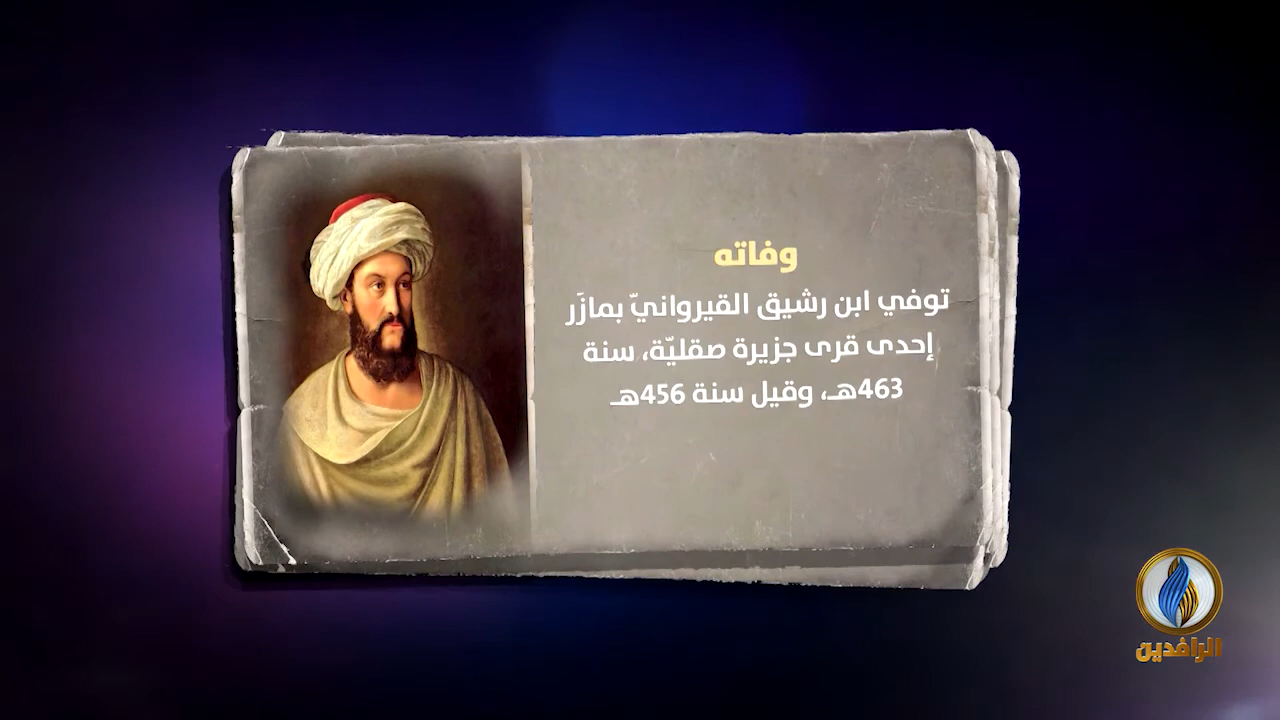 وفاته
توفي ابن رشيق القيروانيّ بمازَر
إحدى قرى جزيرة صقليّة، سنة
463هـ، وقيل سنة 456هـ
الرافدين